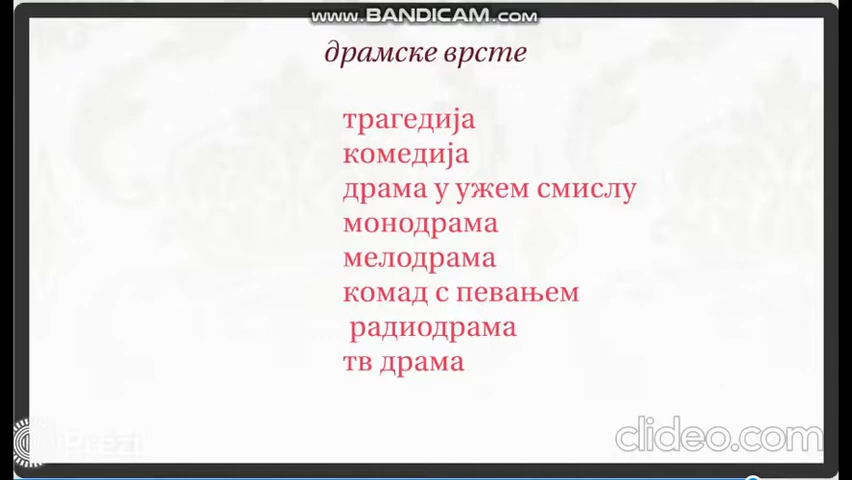 www.BANDICAM.com
драмске врсте
трагедија
комедија
драма у ужем смислу
монодрама
мелодрама
комад с певањем
радиодрама
тв драма
Prezi
clideo.com